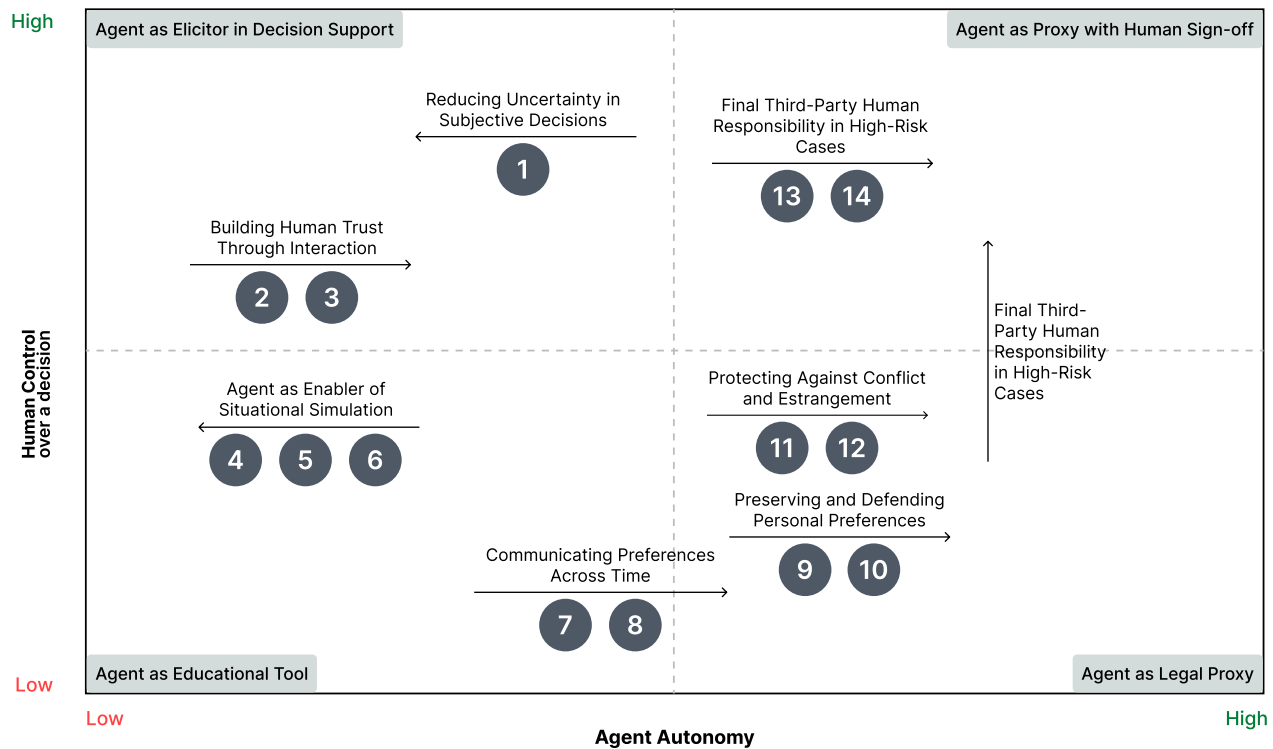 High
Agent as Elicitor in Decision Support
Agent as Proxy with Human Sign-off
Reducing Uncertainty in
Subjective Decisions
1
Final Third-Party Human
Responsibility in High-Risk
Cases
13 14
Building Human Trust
Through Interaction
2 3
Final Third-
Party Human
Responsibility
in High-Risk
Cases
Human Control
over a decision
Agent as Enabler of
Situational Simulation
4 5 6
Protecting Against Conflict
and Estrangement
11 12
Preserving and Defending
Personal Preferences
9 10
Communicating Preferences
Across Time
7 8
Agent as Educational Tool
Agent as Legal Proxy
Low
Low
High
Agent Autonomy